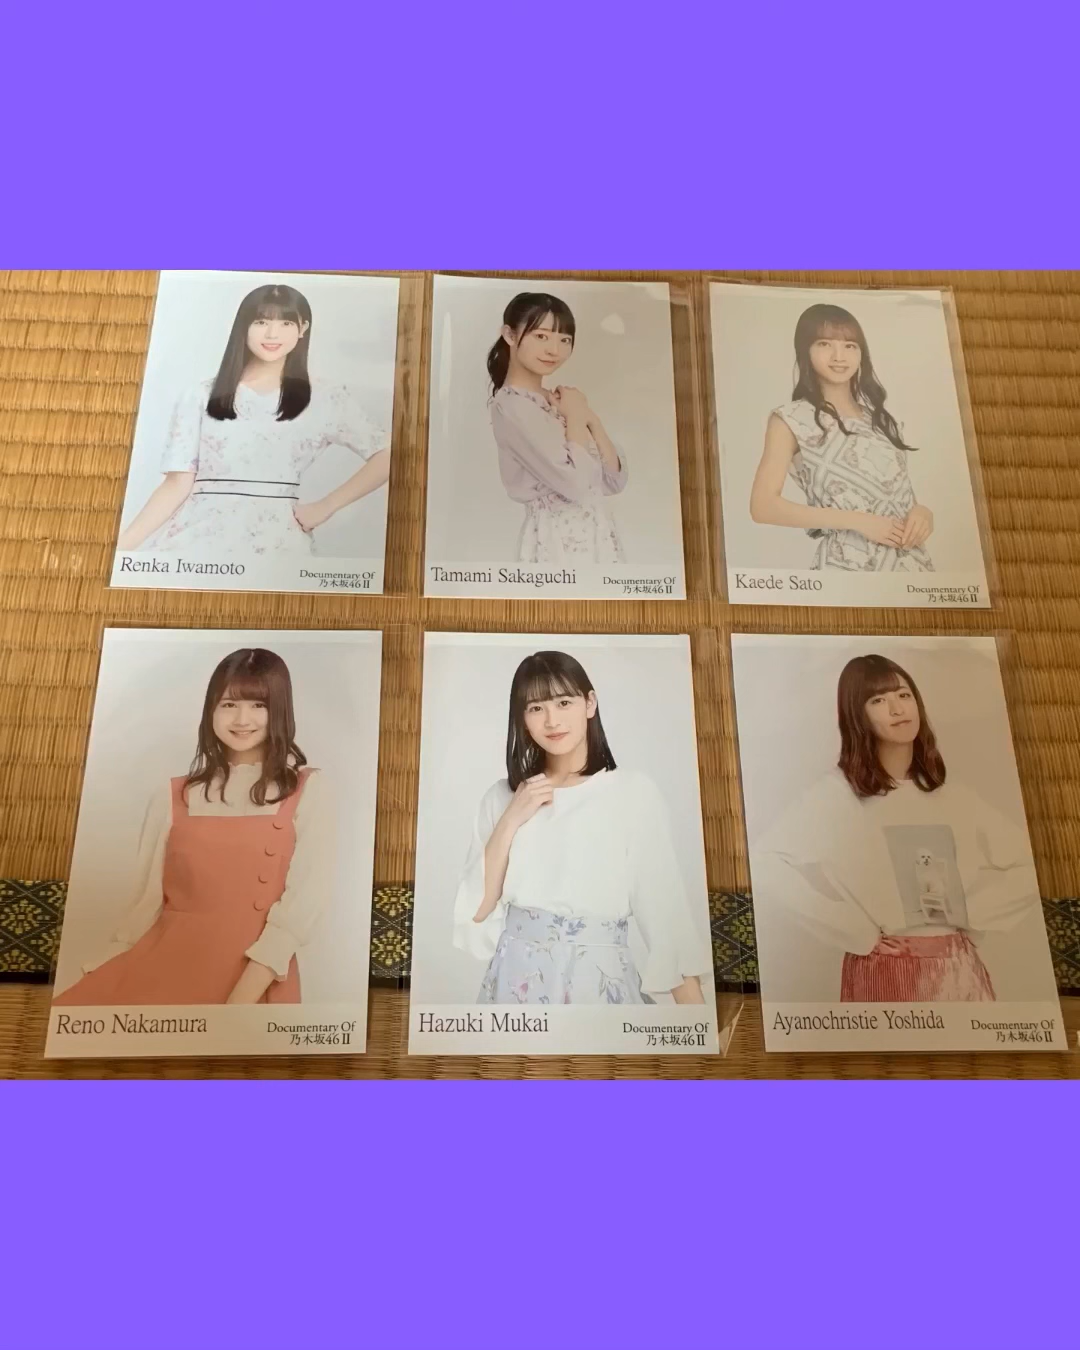 Renka Iwamoto
Documentary Of
乃木坂46 II
Tamami Sakaguchi
Documentary Of
乃木坂46 II
Kaede Sato
Documentary Of
乃木坂46 II
Reno Nakamura
Documentary Of
乃木坂46 II
Hazuki Mukai
Documentary Of
乃木坂46 II
Ayanochristie Yoshida
Documentary Of
乃木坂46 II